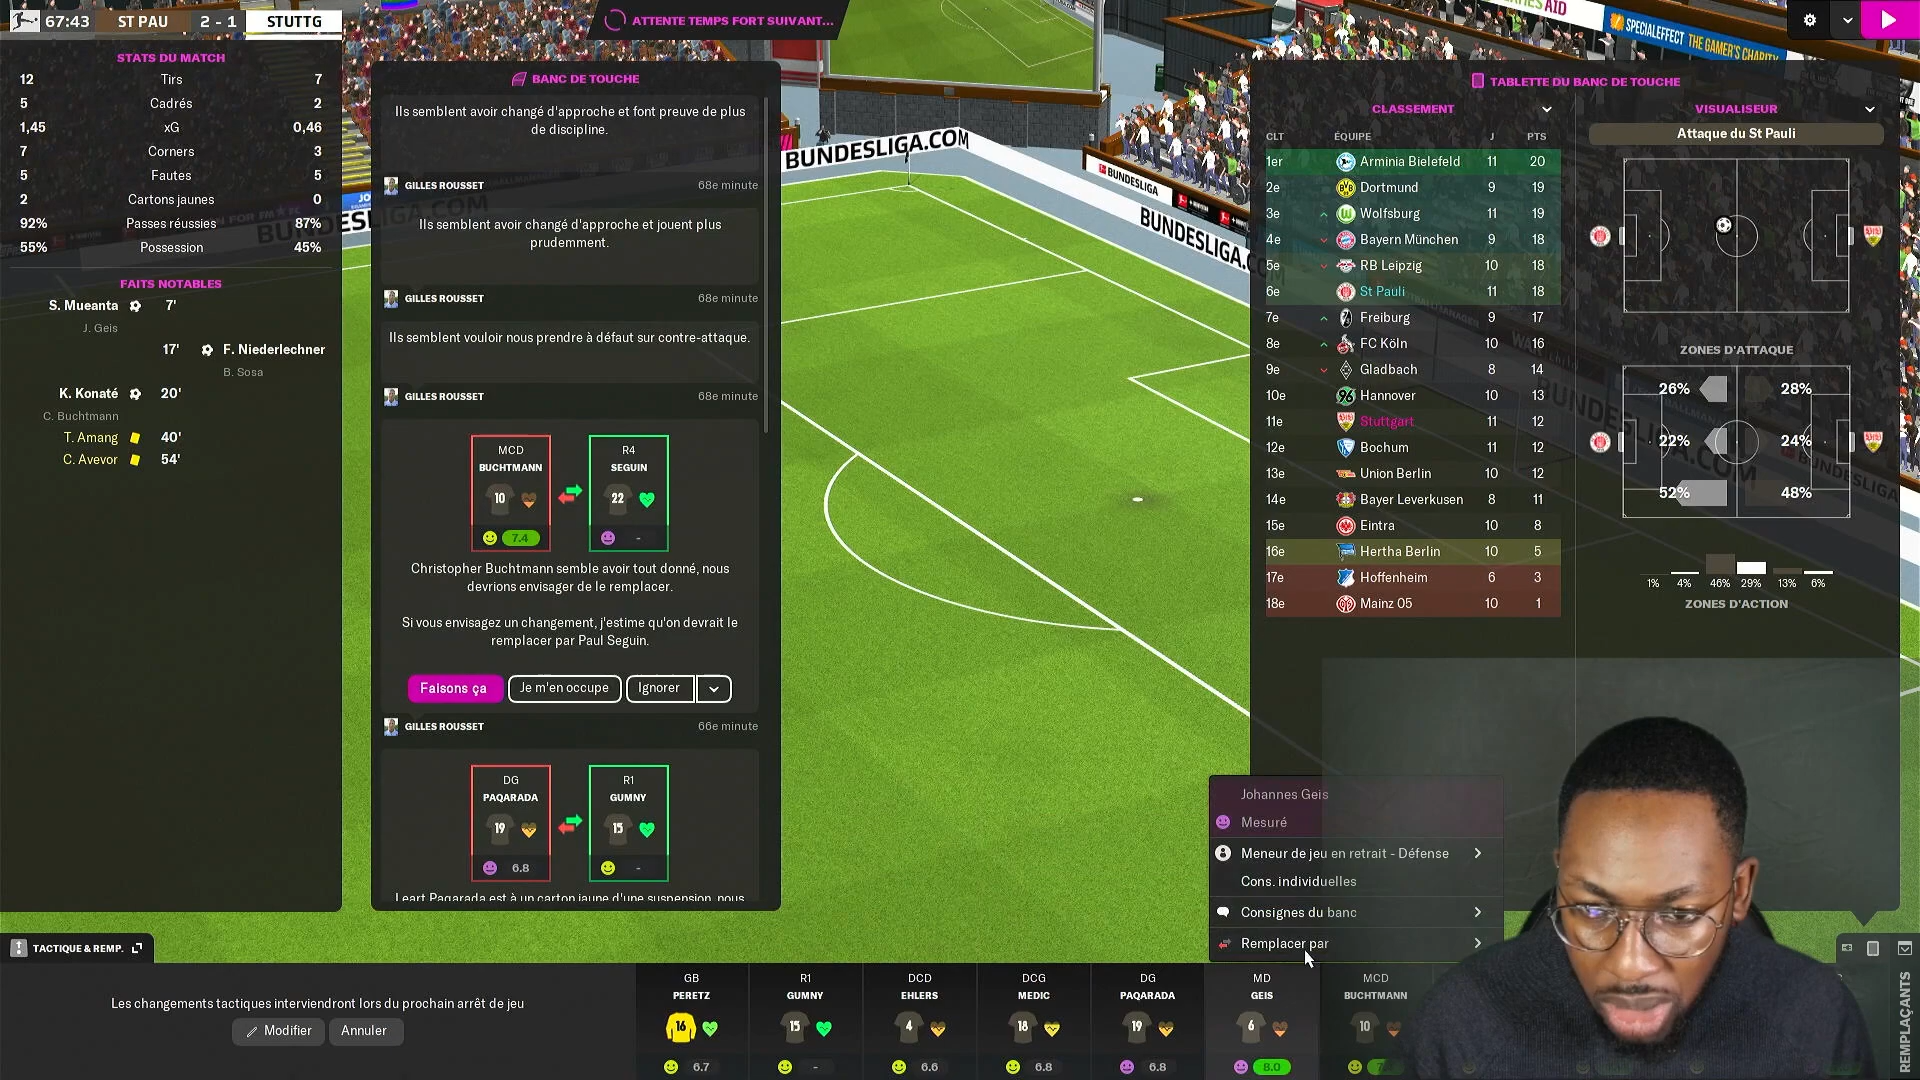 67:43 ST PAU 2 - 1 STUTTG
ATTENTE TEMPS FORT SUIVANT...
STATS DU MATCH
12 Tirs 7
5 Cadrés 2
1,45 xG 0,46
7 Corners 3
5 Fautes 5
2 Cartons jaunes 0
92% Passes réussies 87%
55% Possession 45%
FAITS NOTABLES
S. Mueanta 7'
J. Geis
17' F. Niederlechner
B. Sosa
K. Konaté 20'
C. Buchtmann
T. Amang 40'
C. Avevor 54'
BANC DE TOUCHE
Ils semblent avoir changé d'approche et font preuve de plus
de discipline.
GILLES ROUSSET 68e minute
Ils semblent avoir changé d'approche et jouent plus
prudemment.
GILLES ROUSSET 68e minute
Ils semblent vouloir nous prendre à défaut sur contre-attaque.
GILLES ROUSSET 68e minute
MCD R4
BUCHTMANN SEGUIN
10 22
7.4 -
Christopher Buchtmann semble avoir tout donné, nous
devrions envisager de le remplacer.
Si vous envisagez un changement, j'estime qu'on devrait le
remplacer par Paul Seguin.
Faisons ça Je m'en occupe Ignorer
GILLES ROUSSET 66e minute
DG R1
PAQARADA GUMNY
19 15
6.8 -
Leart Paqarada est à un carton jaune d'une suspension, nous
BUNDESLIGA.COM
BUNDESLIGA
BUNDESLIGA.COM
SPECIALEFFECT THE GAMER'S CHARITY
TABLETTE DU BANC DE TOUCHE
CLASSEMENT
CLT ÉQUIPE J PTS
1er Arminia Bielefeld 11 20
2e Dortmund 9 19
3e Wolfsburg 11 19
4e Bayern München 9 18
5e RB Leipzig 10 18
6e St Pauli 11 18
7e Freiburg 9 17
8e FC Köln 10 16
9e Gladbach 8 14
10e Hannover 10 13
11e Stuttgart 11 12
12e Bochum 11 12
13e Union Berlin 10 12
14e Bayer Leverkusen 8 11
15e Eintra 10 8
16e Hertha Berlin 10 5
17e Hoffenheim 6 3
18e Mainz 05 10 1
VISUALISEUR
Attaque du St Pauli
ZONES D'ATTAQUE
26% 28%
22% 24%
52% 48%
1% 4% 46% 29% 13% 6%
ZONES D'ACTION
Johannes Geis
Mesuré
Meneur de jeu en retrait - Défense
Cons. individuelles
Consignes du banc
Remplacer par
TACTIQUE & REMP.
Les changements tactiques interviendront lors du prochain arrêt de jeu
Modifier Annuler
GB R1 DCD DCG DG MD MCD
PERETZ GUMNY EHLERS MEDIC PAQARADA GEIS BUCHTMANN
16 15 4 18 19 6 10
6.7 - 6.6 6.8 6.8 8.0
REMPLAÇANTS